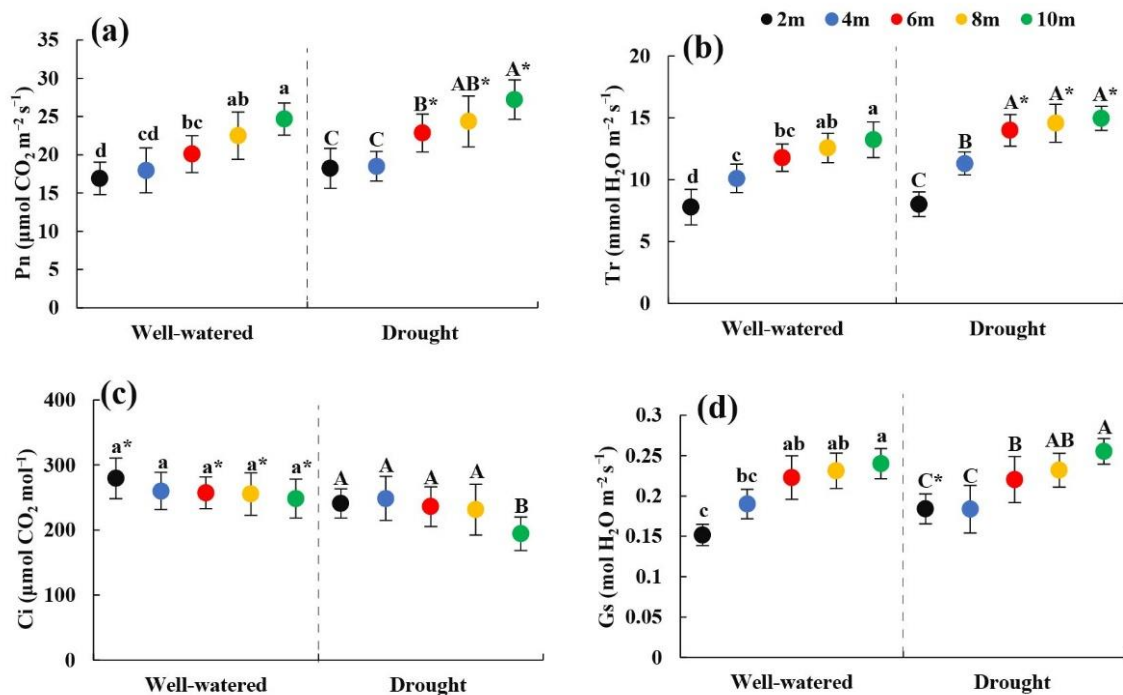 2m 4m 6m 8m 10m
(a)
Pn (μmol CO₂ m⁻² s⁻¹)
35
30
25
20
15
10
5
0
d cd bc ab a
C C B* AB* A*
Well-watered Drought
(b)
Tr (mmol H₂O m⁻² s⁻¹)
20
15
10
5
0
d c bc ab a
C B A* A* A*
Well-watered Drought
(c)
Ci (μmol CO₂ mol⁻¹)
400
300
200
100
0
a* a a* a* a*
A A A A B
Well-watered Drought
(d)
Gs (mol H₂O m⁻² s⁻¹)
0.3
0.25
0.2
0.15
0.1
0.05
0
c bc ab ab a
C* C B AB A
Well-watered Drought